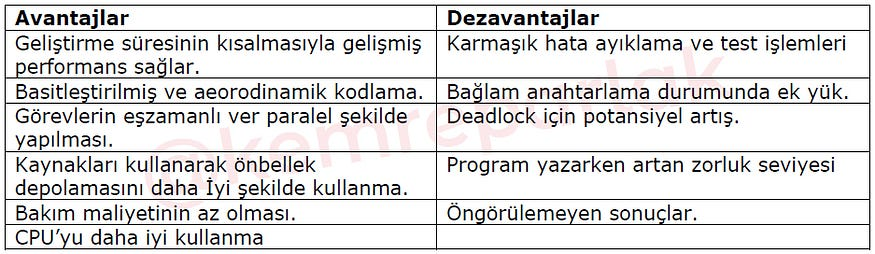 Avantajlar Dezavantajlar
Geliştirme süresinin kısalmasıyla gelişmiş Karmaşık hata ayıklama ve test işlemleri
performans sağlar.
Basitleştirilmiş ve aeorodinamik kodlama. Bağlam anahtarlama durumunda ek yük.
Görevlerin eşzamanlı ver paralel şekilde Deadlock için potansiyel artış.
yapılması.
Kaynakları kullanarak önbellek Program yazarken artan zorluk seviyesi
depolamasını daha İyi şekilde kullanma.
Bakım maliyetinin az olması. Öngörülemeyen sonuçlar.
CPU’yu daha iyi kullanma
@kemrepurlak